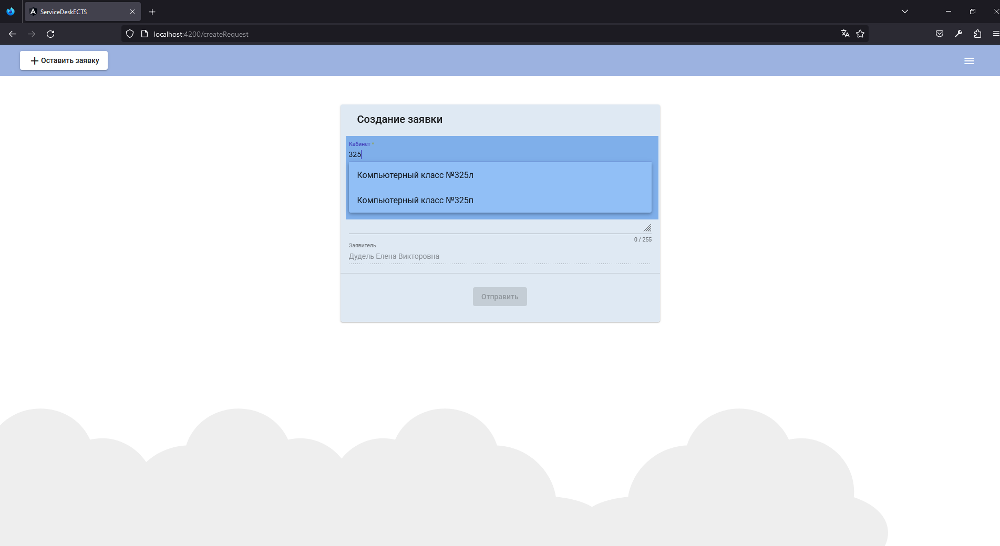 ServiceDeskECTS
localhost:4200/createRequest
Оставить заявку
Создание заявки
Кабинет *
325
Компьютерный класс №325л
Компьютерный класс №325п
0 / 255
Заявитель
Дудель Елена Викторовна
Отправить